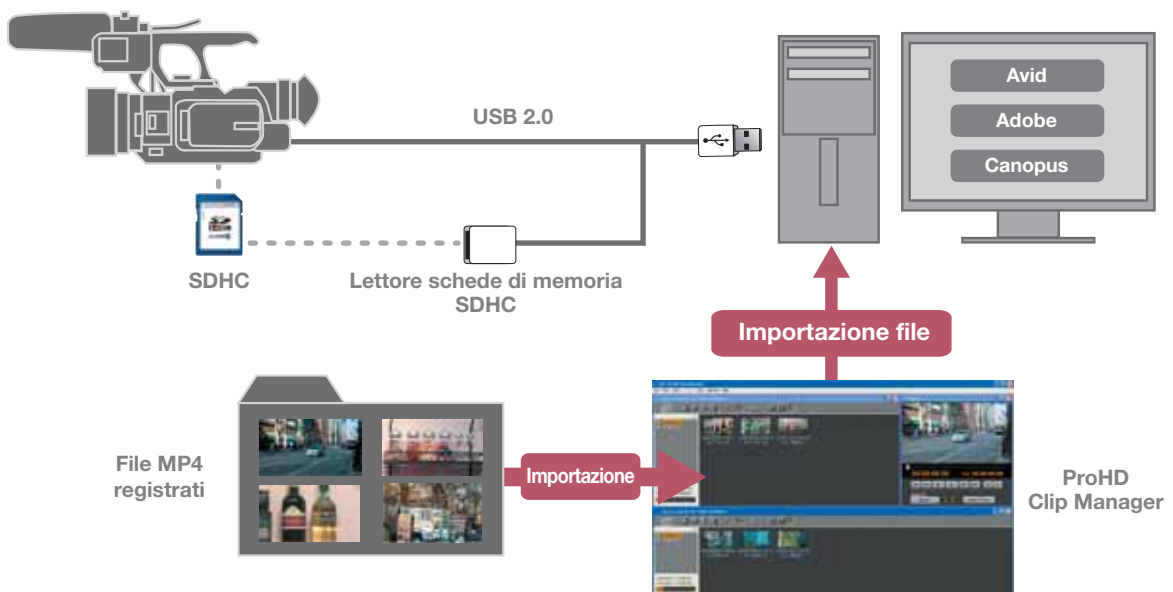 USB 2.0
Avid
Adobe
Canopus
SDHC
Lettore schede di memoria
SDHC
Importazione file
File MP4
registrati
Importazione
ProHD
Clip Manager